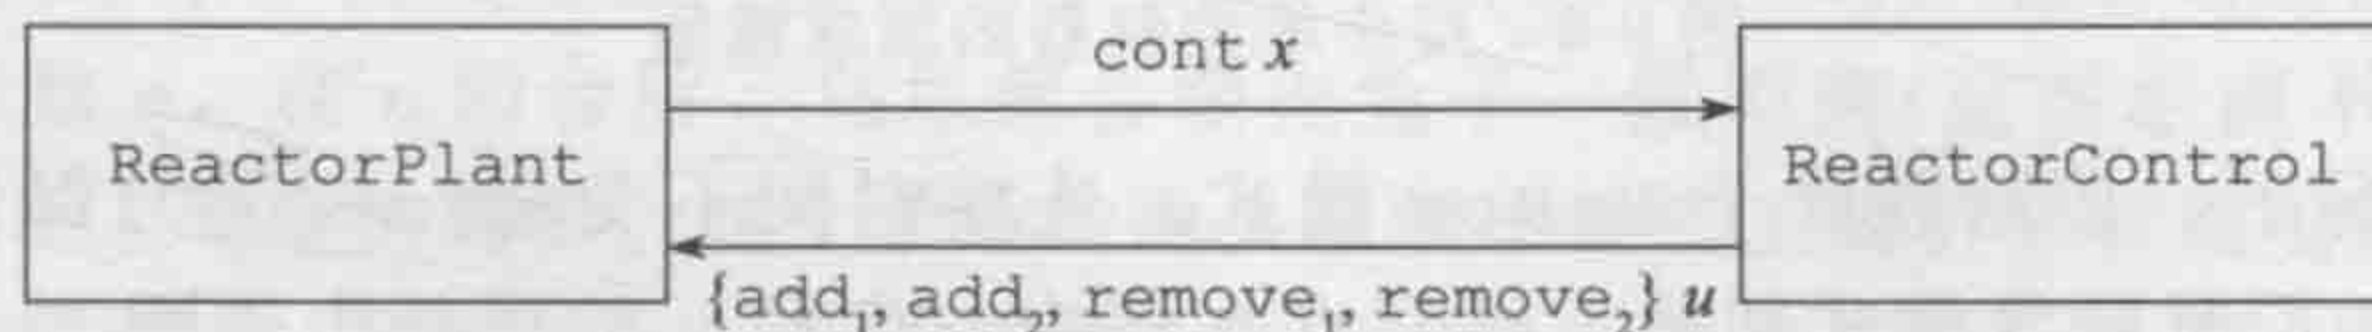 cont x
ReactorPlant
ReactorControl
{add₁, add₂, remove₁, remove₂} u